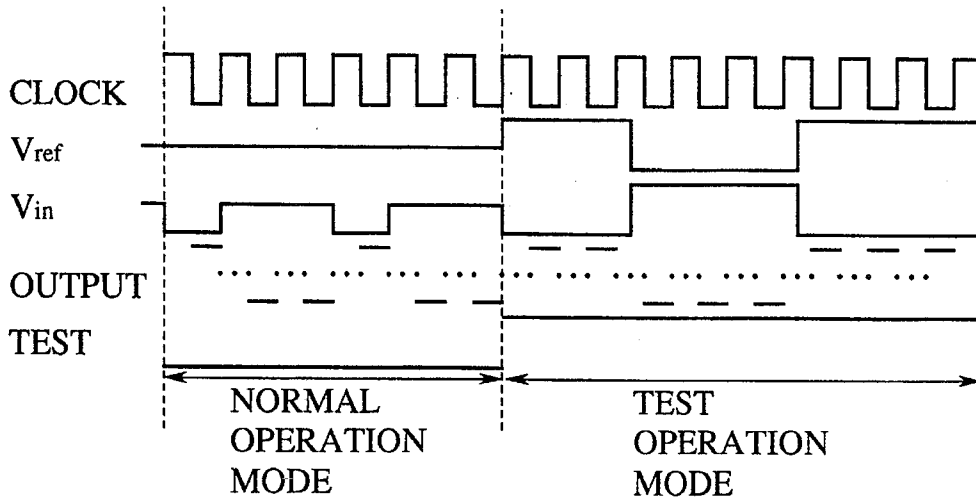 CLOCK
Vref
Vin
OUTPUT
TEST
NORMAL
OPERATION
MODE
TEST
OPERATION
MODE